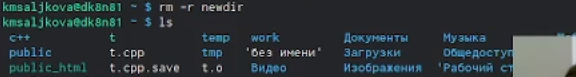 kmsaljkova@dk8n81 ~ $ rm -r newdir
kmsaljkova@dk8n81 ~ $ ls
c++ t temp work Документы Музыка
public t.cpp tmp 'без имени' Загрузки Общедоступ
public_html t.cpp.save t.o Видео Изображения 'Рабочий ст